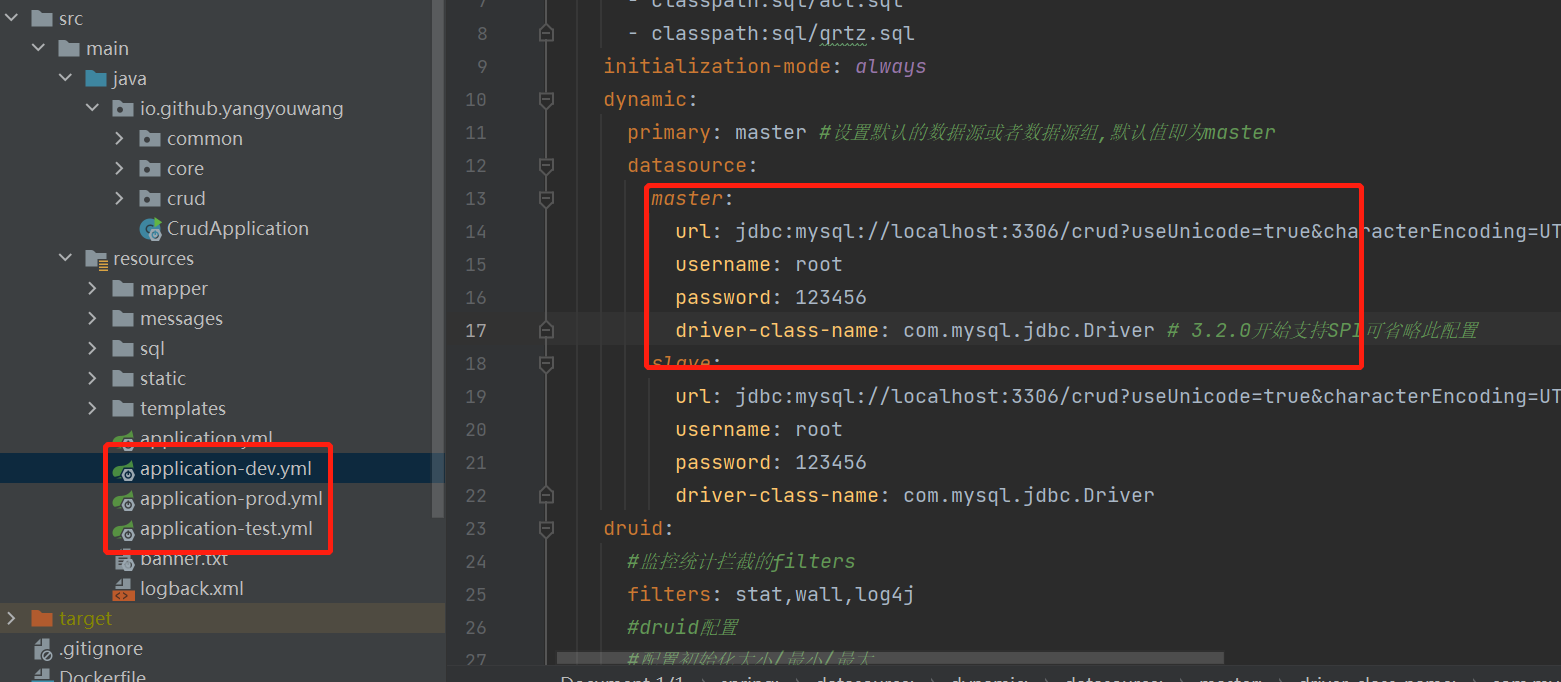 src
main
java
io.github.yangyouwang
common
core
crud
CrudApplication
resources
mapper
messages
sql
static
templates
application.yml
application-dev.yml
application-prod.yml
application-test.yml
banner.txt
logback.xml
target
.gitignore
Dockerfile
7 - classpath:sql/act.sql
8 - classpath:sql/qrtz.sql
9 initialization-mode: always
10 dynamic:
11 primary: master #设置默认的数据源或者数据源组,默认值即为master
12 datasource:
13 master:
14 url: jdbc:mysql://localhost:3306/crud?useUnicode=true&characterEncoding=UT
15 username: root
16 password: 123456
17 driver-class-name: com.mysql.jdbc.Driver # 3.2.0开始支持SPI可省略此配置
18 slave:
19 url: jdbc:mysql://localhost:3306/crud?useUnicode=true&characterEncoding=UT
20 username: root
21 password: 123456
22 driver-class-name: com.mysql.jdbc.Driver
23 druid:
24 #监控统计拦截的filters
25 filters: stat,wall,log4j
26 #druid配置
27 #配置初始化大小/最小/最大
Document 1/1 spring: datasource: dynamic: datasource: master: driver-class-name: com.my